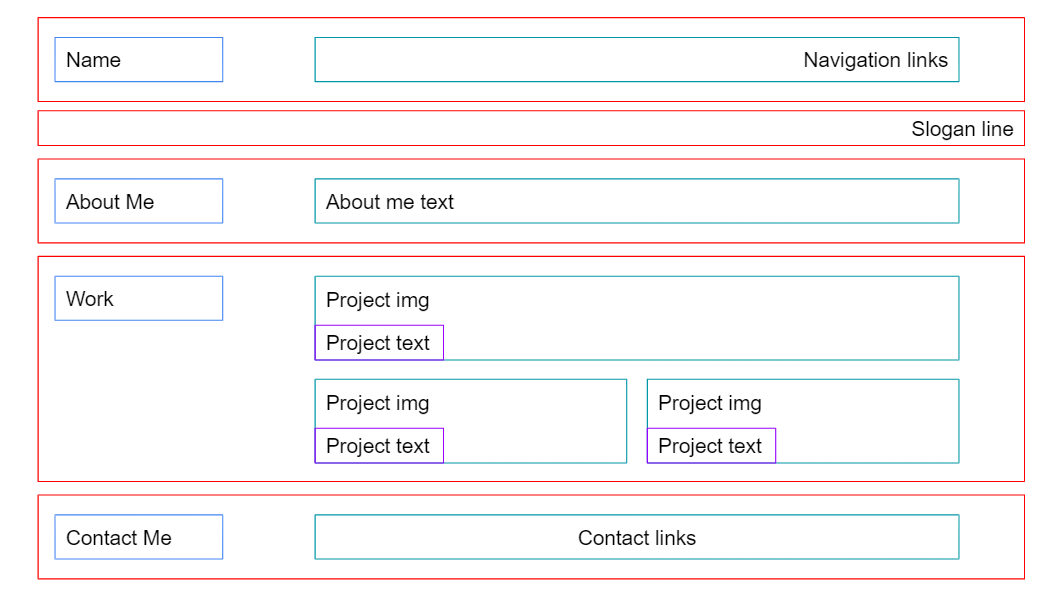 Name
Navigation links
Slogan line
About Me
About me text
Work
Project img
Project text
Project img
Project text
Project img
Project text
Contact Me
Contact links